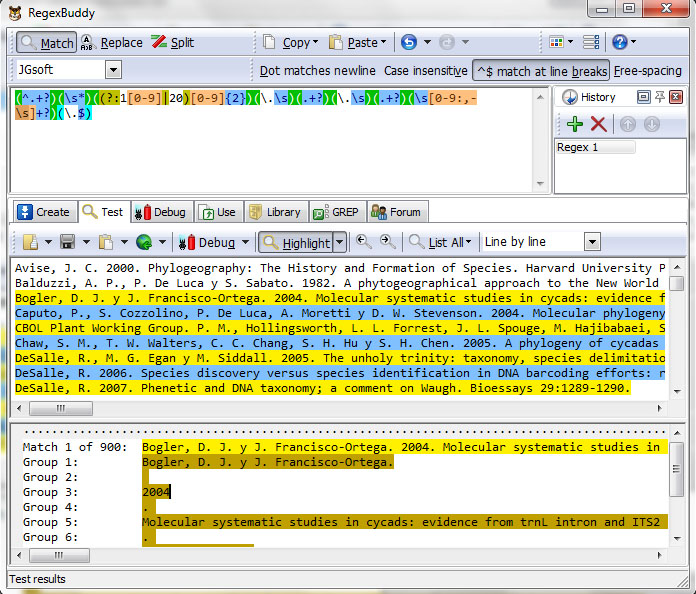 RegexBuddy
Match Replace Split Copy Paste
JGsoft Dot matches newline Case insensitive ^$ match at line breaks Free-spacing
(^.+?)(\s*)((?:1[0-9]|20)[0-9]{2})(\.\s)(.+?)(\.\s)(.+?)(\s[0-9:,-
\s]+?)(\.$)
History
Regex 1
Create Test Debug Use Library GREP Forum
Debug Highlight List All Line by line
Avise, J. C. 2000. Phylogeography: The History and Formation of Species. Harvard University P
Balduzzi, A. P., P. De Luca y S. Sabato. 1982. A phytogeographical approach to the New World
Bogler, D. J. y J. Francisco-Ortega. 2004. Molecular systematic studies in cycads: evidence f
Caputo, P., S. Cozzolino, P. De Luca, A. Moretti y D. W. Stevenson. 2004. Molecular phylogeny
CBOL Plant Working Group. P. M., Hollingsworth, L. L. Forrest, J. L. Spouge, M. Hajibabaei, S
Chaw, S. M., T. W. Walters, C. C. Chang, S. H. Hu y S. H. Chen. 2005. A phylogeny of cycadas
DeSalle, R., M. G. Egan y M. Siddall. 2005. The unholy trinity: taxonomy, species delimitatio
DeSalle, R. 2006. Species discovery versus species identification in DNA barcoding efforts: r
DeSalle, R. 2007. Phenetic and DNA taxonomy; a comment on Waugh. Bioessays 29:1289-1290.
Match 1 of 900: Bogler, D. J. y J. Francisco-Ortega. 2004. Molecular systematic studies in
Group 1: Bogler, D. J. y J. Francisco-Ortega.
Group 2:
Group 3: 2004
Group 4: .
Group 5: Molecular systematic studies in cycads: evidence from trnL intron and ITS2
Group 6: .
Test results